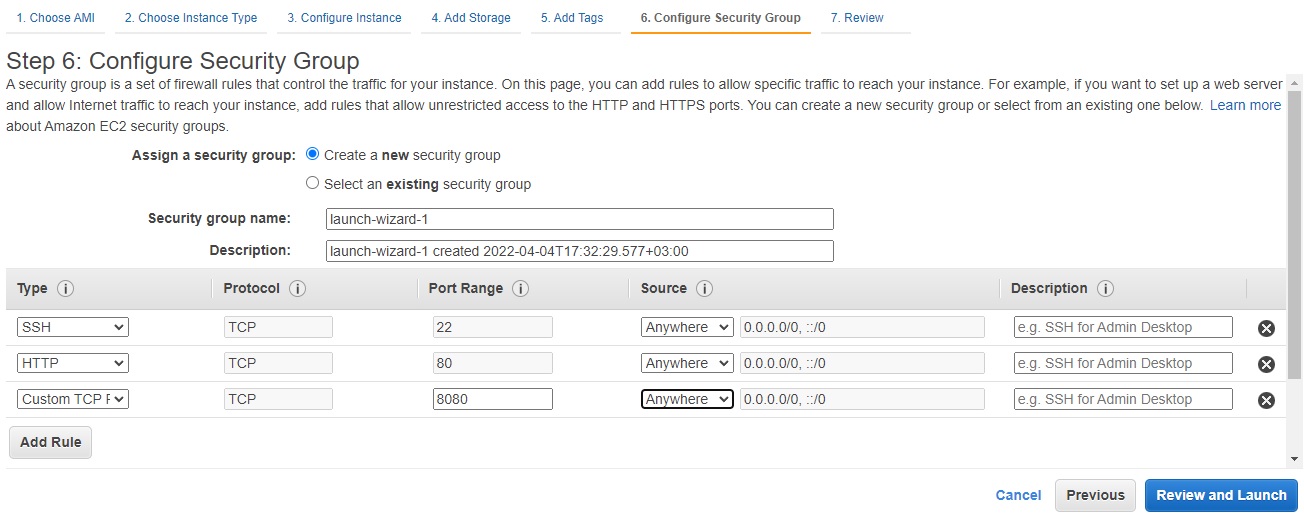 1. Choose AMI 2. Choose Instance Type 3. Configure Instance 4. Add Storage 5. Add Tags 6. Configure Security Group 7. Review
Step 6: Configure Security Group
A security group is a set of firewall rules that control the traffic for your instance. On this page, you can add rules to allow specific traffic to reach your instance. For example, if you want to set up a web server
and allow Internet traffic to reach your instance, add rules that allow unrestricted access to the HTTP and HTTPS ports. You can create a new security group or select from an existing one below. Learn more
about Amazon EC2 security groups.
Assign a security group: Create a new security group
Select an existing security group
Security group name: launch-wizard-1
Description: launch-wizard-1 created 2022-04-04T17:32:29.577+03:00
Type i Protocol i Port Range i Source i Description i
SSH TCP 22 Anywhere 0.0.0.0/0, ::/0 e.g. SSH for Admin Desktop
HTTP TCP 80 Anywhere 0.0.0.0/0, ::/0 e.g. SSH for Admin Desktop
Custom TCP TCP 8080 Anywhere 0.0.0.0/0, ::/0 e.g. SSH for Admin Desktop
Add Rule
Cancel Previous Review and Launch